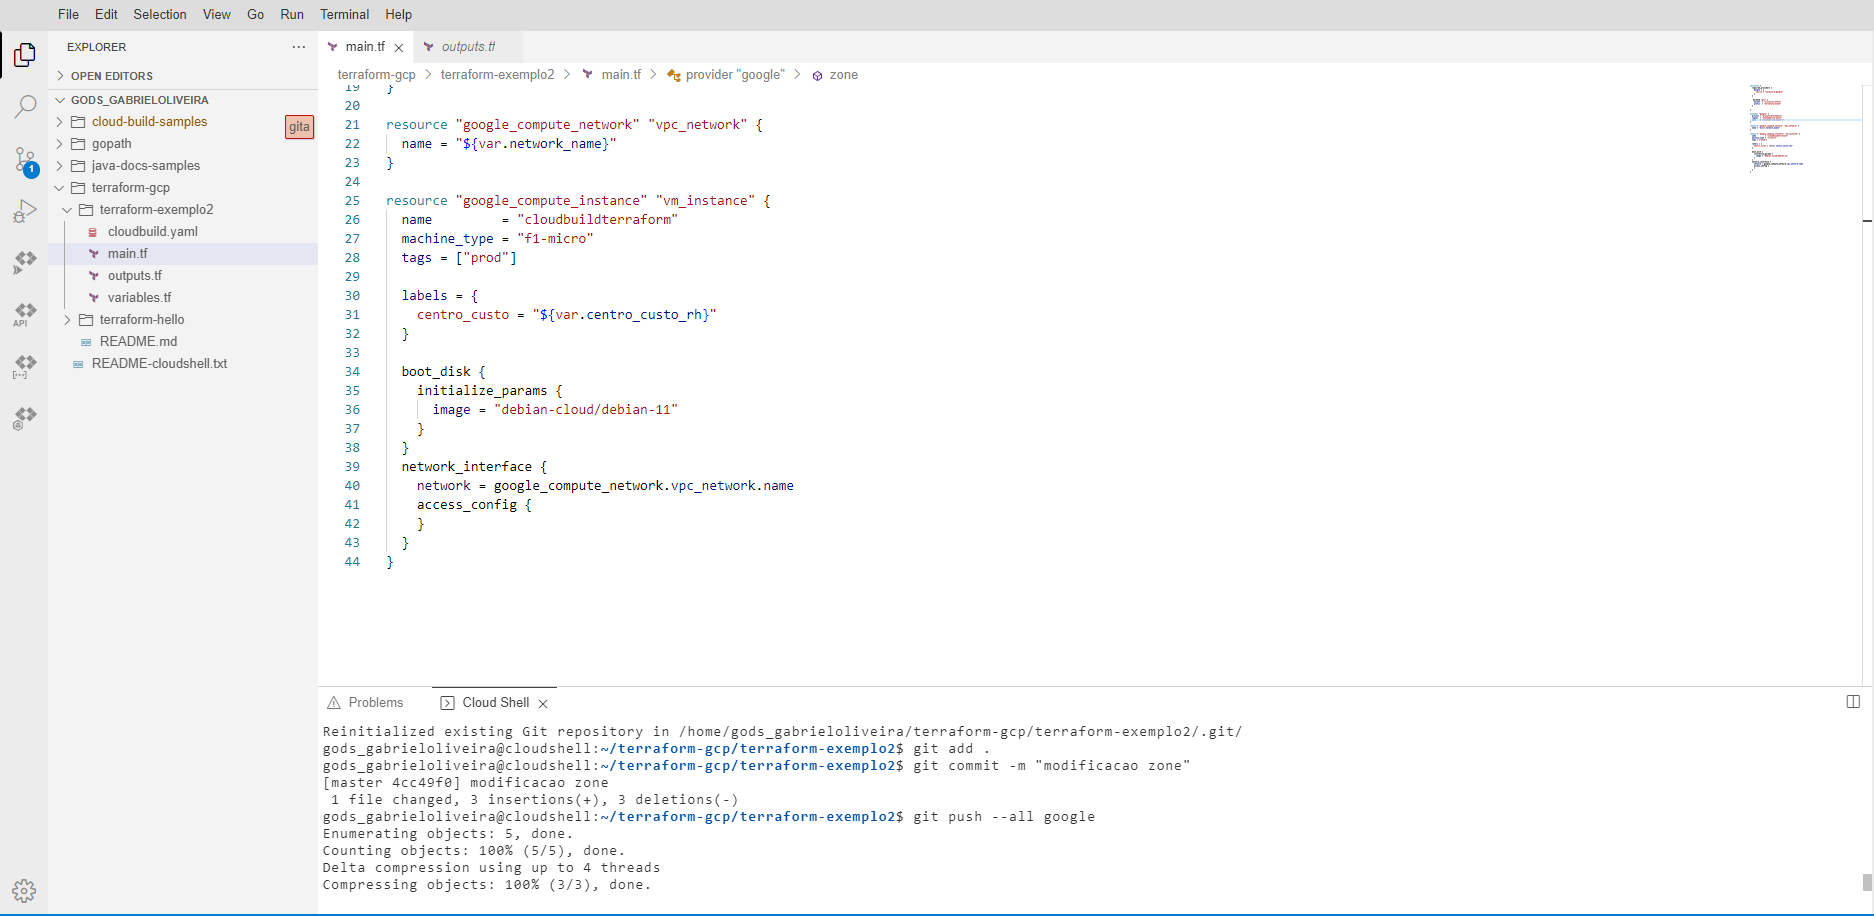 File Edit Selection View Go Run Terminal Help
EXPLORER
OPEN EDITORS
GODS_GABRIELOLIVEIRA
cloud-build-samples
gita
gopath
java-docs-samples
terraform-gcp
terraform-exemplo2
cloudbuild.yaml
main.tf
outputs.tf
variables.tf
terraform-hello
README.md
README-cloudshell.txt
1
API
main.tf outputs.tf
terraform-gcp > terraform-exemplo2 > main.tf > provider "google" > zone
19 }
20
21 resource "google_compute_network" "vpc_network" {
22 name = "${var.network_name}"
23 }
24
25 resource "google_compute_instance" "vm_instance" {
26 name = "cloudbuildterraform"
27 machine_type = "f1-micro"
28 tags = ["prod"]
29
30 labels = {
31 centro_custo = "${var.centro_custo_rh}"
32 }
33
34 boot_disk {
35 initialize_params {
36 image = "debian-cloud/debian-11"
37 }
38 }
39 network_interface {
40 network = google_compute_network.vpc_network.name
41 access_config {
42 }
43 }
44 }
Problems Cloud Shell
Reinitialized existing Git repository in /home/gods_gabrieloliveira/terraform-gcp/terraform-exemplo2/.git/
gods_gabrieloliveira@cloudshell:~/terraform-gcp/terraform-exemplo2$ git add .
gods_gabrieloliveira@cloudshell:~/terraform-gcp/terraform-exemplo2$ git commit -m "modificacao zone"
[master 4cc49f0] modificacao zone
1 file changed, 3 insertions(+), 3 deletions(-)
gods_gabrieloliveira@cloudshell:~/terraform-gcp/terraform-exemplo2$ git push --all google
Enumerating objects: 5, done.
Counting objects: 100% (5/5), done.
Delta compression using up to 4 threads
Compressing objects: 100% (3/3), done.